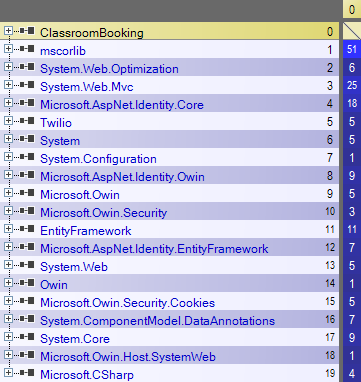 0
ClassroomBooking 0
mscorlib 1 51
System.Web.Optimization 2 6
System.Web.Mvc 3 25
Microsoft.AspNet.Identity.Core 4 18
Twilio 5 5
System 6 5
System.Configuration 7 1
Microsoft.AspNet.Identity.Owin 8 9
Microsoft.Owin 9 5
Microsoft.Owin.Security 10 3
EntityFramework 11 11
Microsoft.AspNet.Identity.EntityFramework 12 7
System.Web 13 5
Owin 14 1
Microsoft.Owin.Security.Cookies 15 5
System.ComponentModel.DataAnnotations 16 7
System.Core 17 9
Microsoft.Owin.Host.SystemWeb 18 1
Microsoft.CSharp 19 4